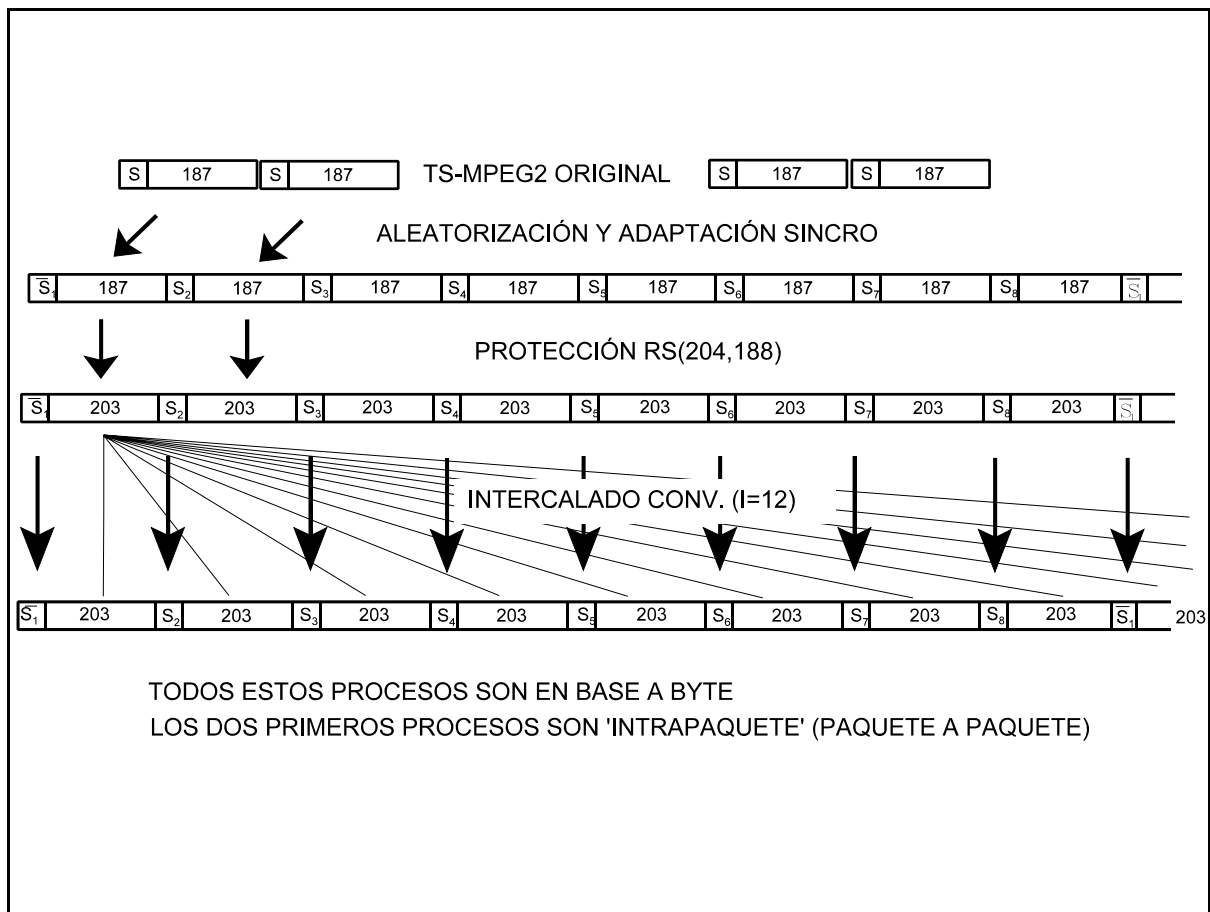 S 187 S 187 TS-MPEG2 ORIGINAL S 187 S 187
ALEATORIZACIÓN Y ADAPTACIÓN SINCRO
S̅₁ 187 S₂ 187 S₃ 187 S₄ 187 S₅ 187 S₆ 187 S₇ 187 S₈ 187 S̅₁
PROTECCIÓN RS(204,188)
S̅₁ 203 S₂ 203 S₃ 203 S₄ 203 S₅ 203 S₆ 203 S₇ 203 S₈ 203 S̅₁
INTERCALADO CONV. (I=12)
S̅₁ 203 S₂ 203 S₃ 203 S₄ 203 S₅ 203 S₆ 203 S₇ 203 S₈ 203 S̅₁ 203
TODOS ESTOS PROCESOS SON EN BASE A BYTE
LOS DOS PRIMEROS PROCESOS SON 'INTRAPAQUETE' (PAQUETE A PAQUETE)